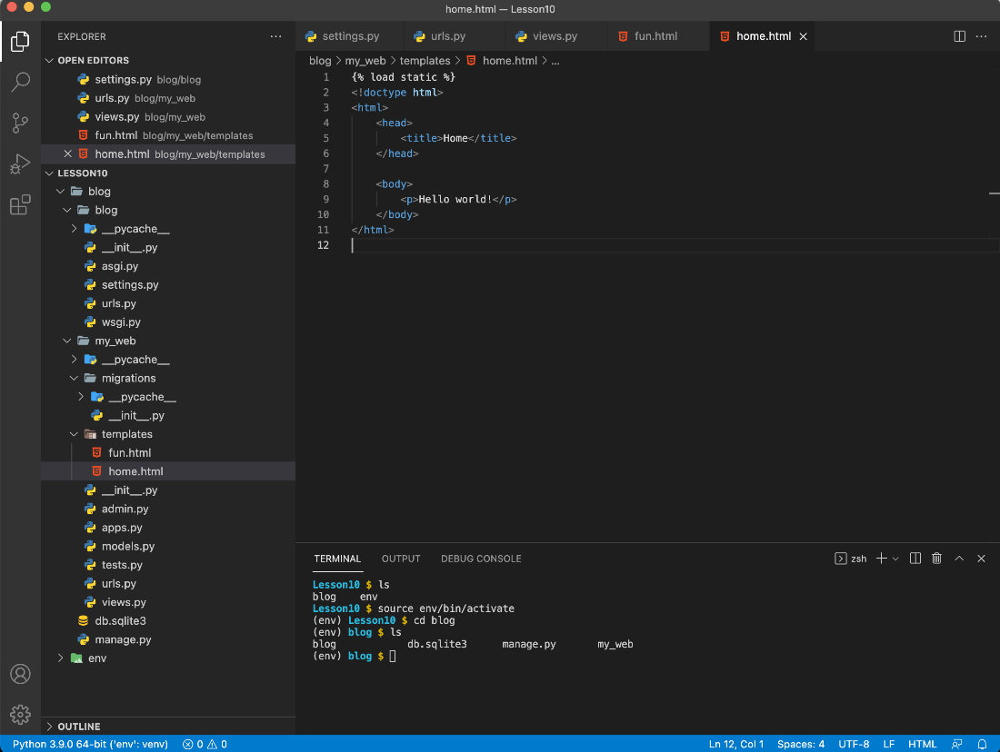 home.html — Lesson10
EXPLORER
OPEN EDITORS
settings.py blog/blog
urls.py blog/my_web
views.py blog/my_web
fun.html blog/my_web/templates
home.html blog/my_web/templates
LESSON10
blog
blog
__pycache__
__init__.py
asgi.py
settings.py
urls.py
wsgi.py
my_web
__pycache__
migrations
__pycache__
__init__.py
templates
fun.html
home.html
__init__.py
admin.py
apps.py
models.py
tests.py
urls.py
views.py
db.sqlite3
manage.py
env
OUTLINE
settings.py urls.py views.py fun.html home.html
blog > my_web > templates > home.html > ...
1 {% load static %}
2 <!doctype html>
3 <html>
4 <head>
5 <title>Home</title>
6 </head>
7
8 <body>
9 <p>Hello world!</p>
10 </body>
11 </html>
12
TERMINAL OUTPUT DEBUG CONSOLE zsh
Lesson10 $ ls
blog env
Lesson10 $ source env/bin/activate
(env) Lesson10 $ cd blog
(env) blog $ ls
blog db.sqlite3 manage.py my_web
(env) blog $
Python 3.9.0 64-bit ('env': venv) 0 0 Ln 12, Col 1 Spaces: 4 UTF-8 LF HTML